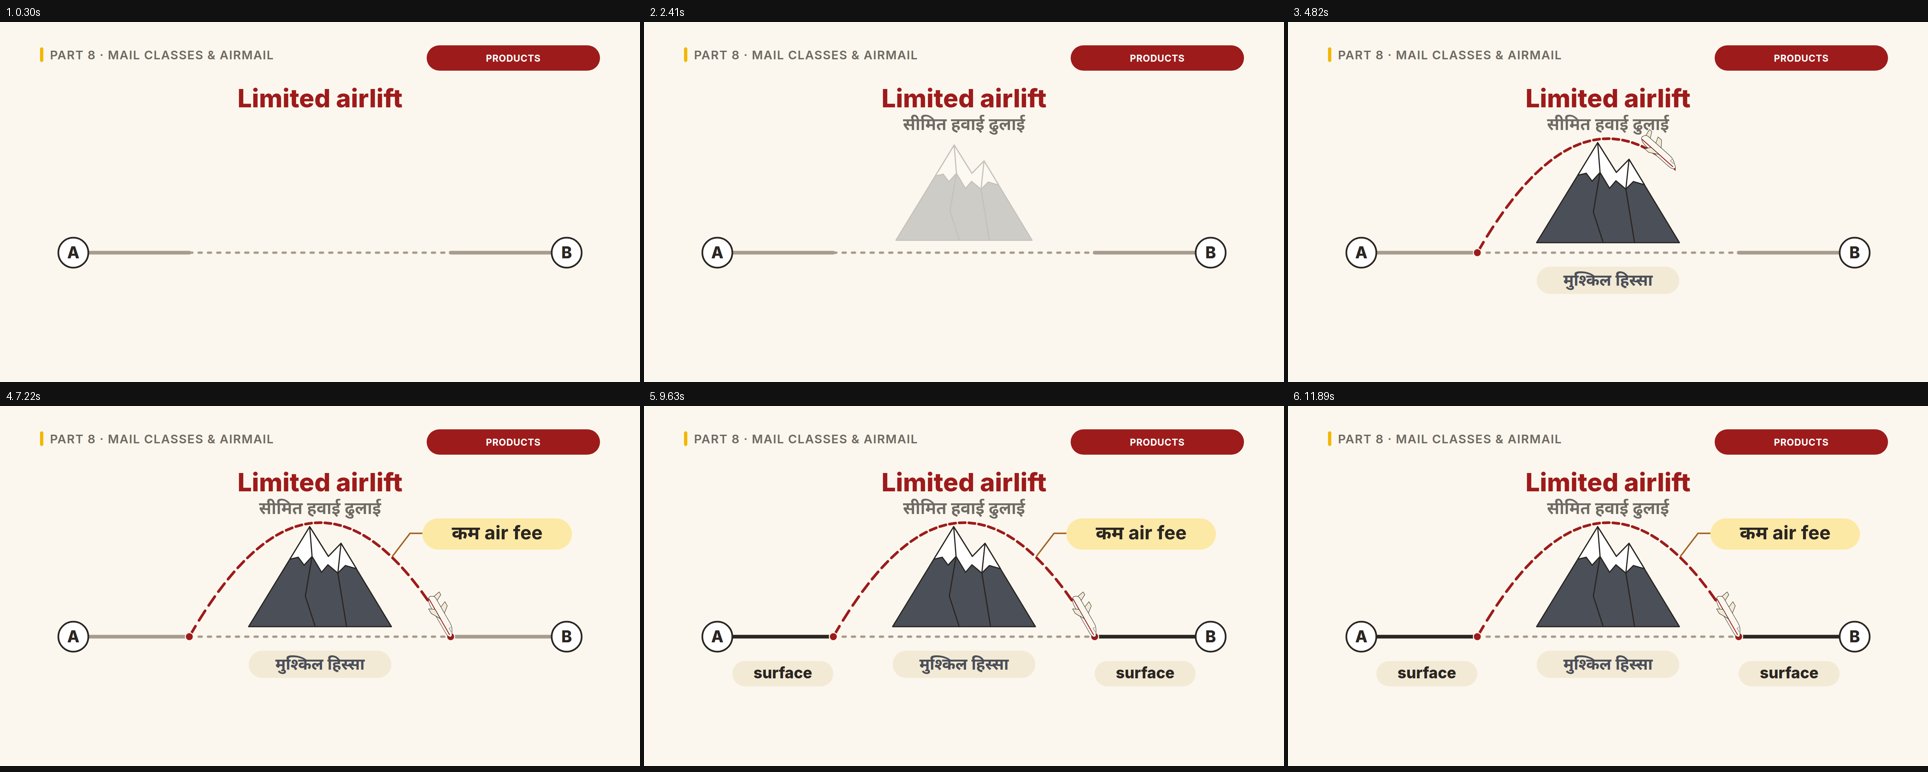 1. 0.30s
PART 8 · MAIL CLASSES & AIRMAIL
PRODUCTS
Limited airlift
A
B
2. 2.41s
PART 8 · MAIL CLASSES & AIRMAIL
PRODUCTS
Limited airlift
सीमित हवाई ढुलाई
A
B
3. 4.82s
PART 8 · MAIL CLASSES & AIRMAIL
PRODUCTS
Limited airlift
सीमित हवाई ढुलाई
A
B
मुश्किल हिस्सा
4. 7.22s
PART 8 · MAIL CLASSES & AIRMAIL
PRODUCTS
Limited airlift
सीमित हवाई ढुलाई
कम air fee
A
B
मुश्किल हिस्सा
5. 9.63s
PART 8 · MAIL CLASSES & AIRMAIL
PRODUCTS
Limited airlift
सीमित हवाई ढुलाई
कम air fee
A
B
surface
मुश्किल हिस्सा
surface
6. 11.89s
PART 8 · MAIL CLASSES & AIRMAIL
PRODUCTS
Limited airlift
सीमित हवाई ढुलाई
कम air fee
A
B
surface
मुश्किल हिस्सा
surface